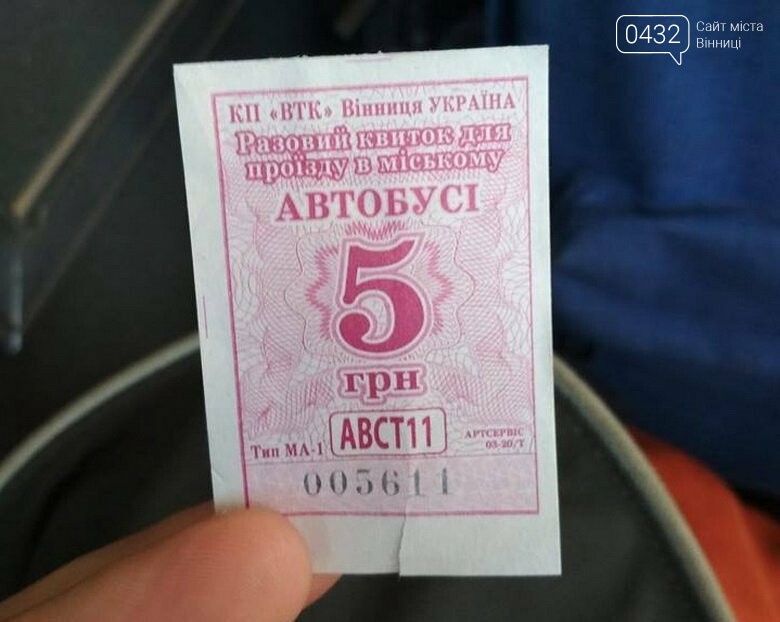 0432 Сайт міста
Вінниці
КП «ВТК» Вінниця УКРАЇНА
Разовий квиток для
проїзду в міському
АВТОБУСІ
5
грн
Тип МА-1 АВСТ11 АРТСЕРВІС
03-20/Т
005611